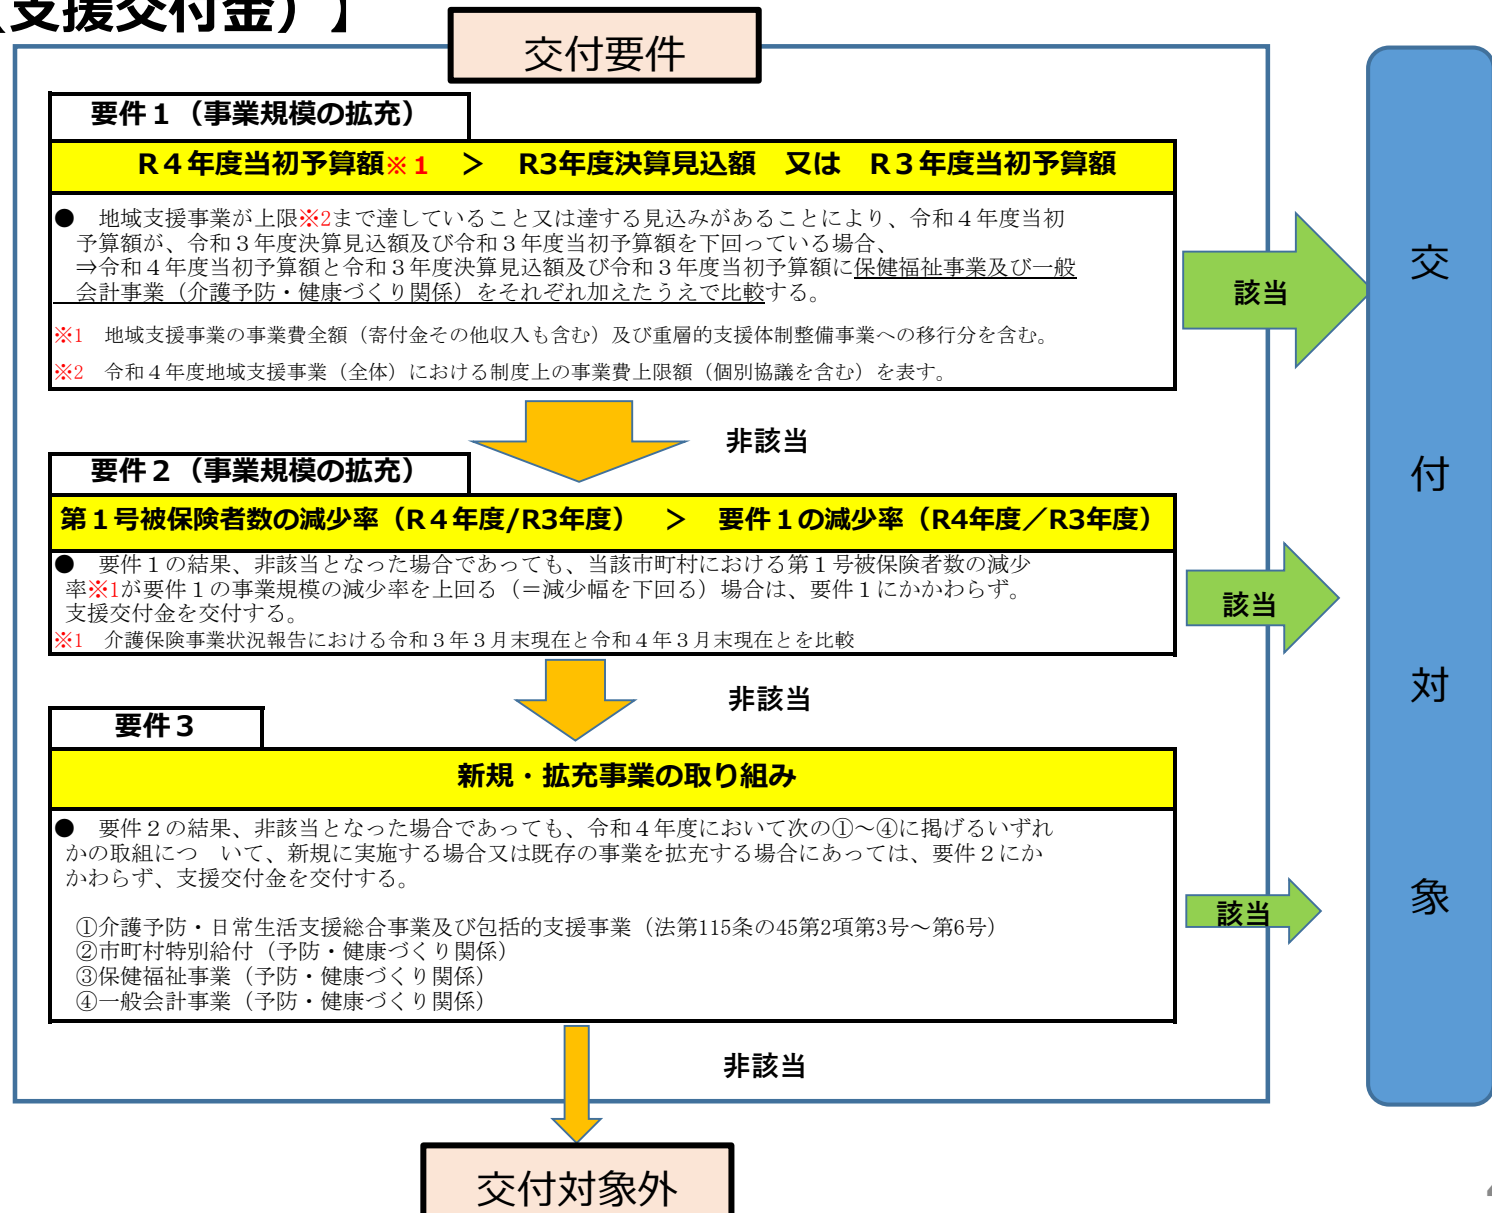 （支援交付金）】
交付要件
要件１（事業規模の拡充）
R４年度当初予算額※１　＞　R3年度決算見込額　又は　R３年度当初予算額
●　地域支援事業が上限※2まで達していること又は達する見込みがあることにより、令和４年度当初
予算額が、令和３年度決算見込額及び令和３年度当初予算額を下回っている場合、
⇒令和４年度当初予算額と令和３年度決算見込額及び令和３年度当初予算額に保健福祉事業及び一般
会計事業（介護予防・健康づくり関係）をそれぞれ加えたうえで比較する。
※1　地域支援事業の事業費全額（寄付金その他収入も含む）及び重層的支援体制整備事業への移行分を含む。
※2　令和４年度地域支援事業（全体）における制度上の事業費上限額（個別協議を含む）を表す。
該当
非該当
要件２（事業規模の拡充）
第１号被保険者数の減少率（R４年度/R3年度）　＞　要件１の減少率（R4年度／R3年度）
●　要件１の結果、非該当となった場合であっても、当該市町村における第１号被保険者数の減少
率※1が要件１の事業規模の減少率を上回る（＝減少幅を下回る）場合は、要件１にかかわらず。
支援交付金を交付する。
※1　介護保険事業状況報告における令和３年３月末現在と令和４年３月末現在とを比較
該当
非該当
要件３
新規・拡充事業の取り組み
●　要件２の結果、非該当となった場合であっても、令和４年度において次の①～④に掲げるいずれ
かの取組につ　いて、新規に実施する場合又は既存の事業を拡充する場合にあっては、要件２にか
かわらず、支援交付金を交付する。
①介護予防・日常生活支援総合事業及び包括的支援事業（法第115条の45第2項第3号～第6号）
②市町村特別給付（予防・健康づくり関係）
③保健福祉事業（予防・健康づくり関係）
④一般会計事業（予防・健康づくり関係）
該当
非該当
交付対象外
交
付
対
象